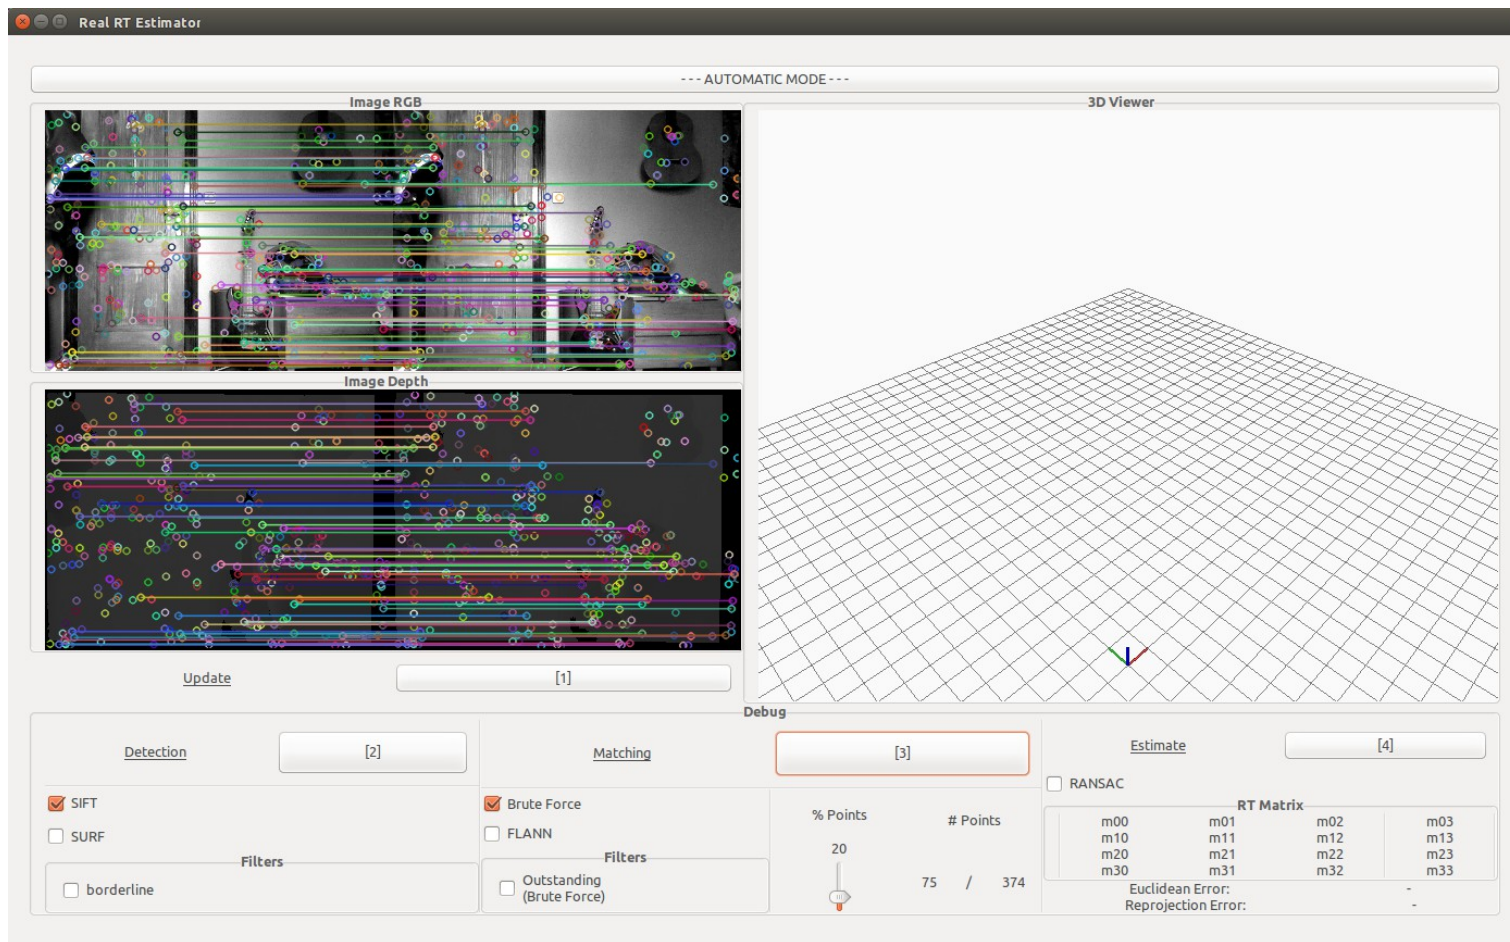 Real RT Estimator
- - - AUTOMATIC MODE - - -
Image RGB
3D Viewer
Image Depth
Update
[1]
Debug
Detection
[2]
SIFT
SURF
Filters
borderline
Matching
[3]
Brute Force
FLANN
Filters
Outstanding
(Brute Force)
% Points
20
# Points
75 / 374
Estimate
[4]
RANSAC
RT Matrix
m00 m01 m02 m03
m10 m11 m12 m13
m20 m21 m22 m23
m30 m31 m32 m33
Euclidean Error: -
Reprojection Error: -